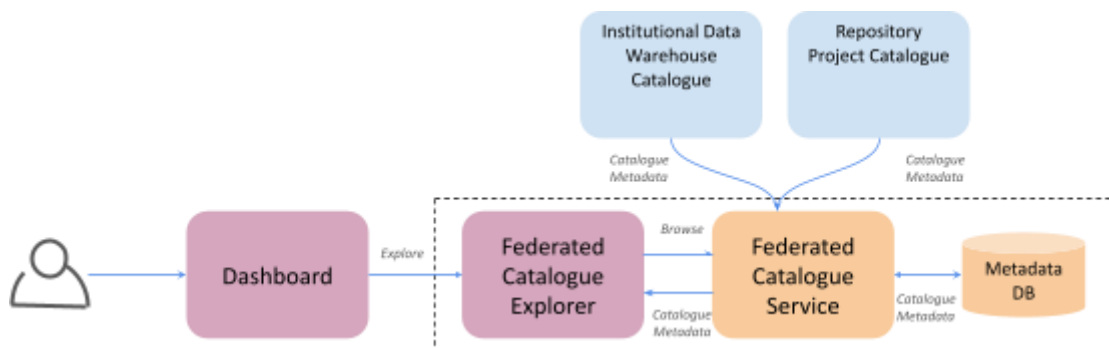 Institutional Data
Warehouse
Catalogue
Repository
Project Catalogue
Catalogue
Metadata
Catalogue
Metadata
Dashboard
Explore
Federated
Catalogue
Explorer
Browse
Catalogue
Metadata
Federated
Catalogue
Service
Catalogue
Metadata
Metadata
DB